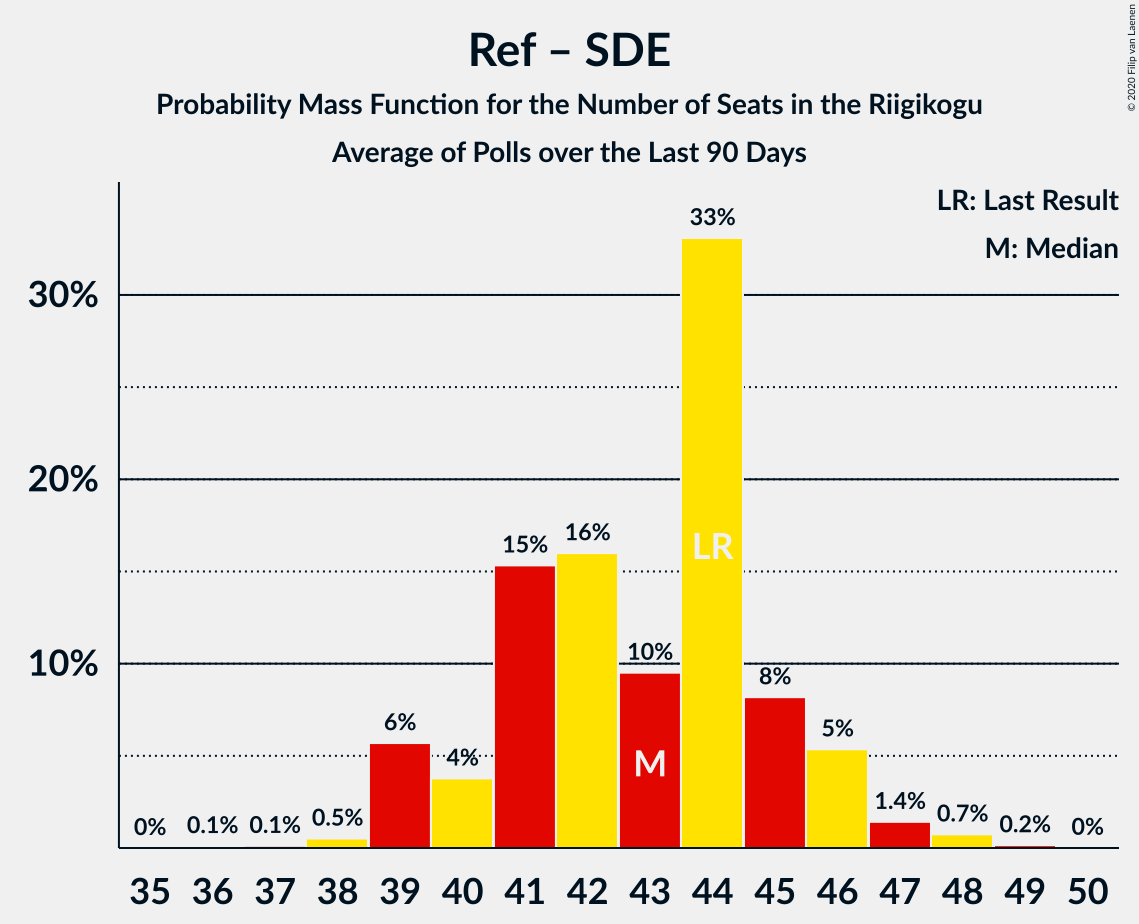 Ref – SDE
Probability Mass Function for the Number of Seats in the Riigikogu
Average of Polls over the Last 90 Days
© 2020 Filip van Laenen
LR: Last Result
M: Median
30%
20%
10%
0%
0.1%
0.1%
0.5%
6%
4%
15%
16%
10%
33%
8%
5%
1.4%
0.7%
0.2%
0%
LR
M
35 36 37 38 39 40 41 42 43 44 45 46 47 48 49 50